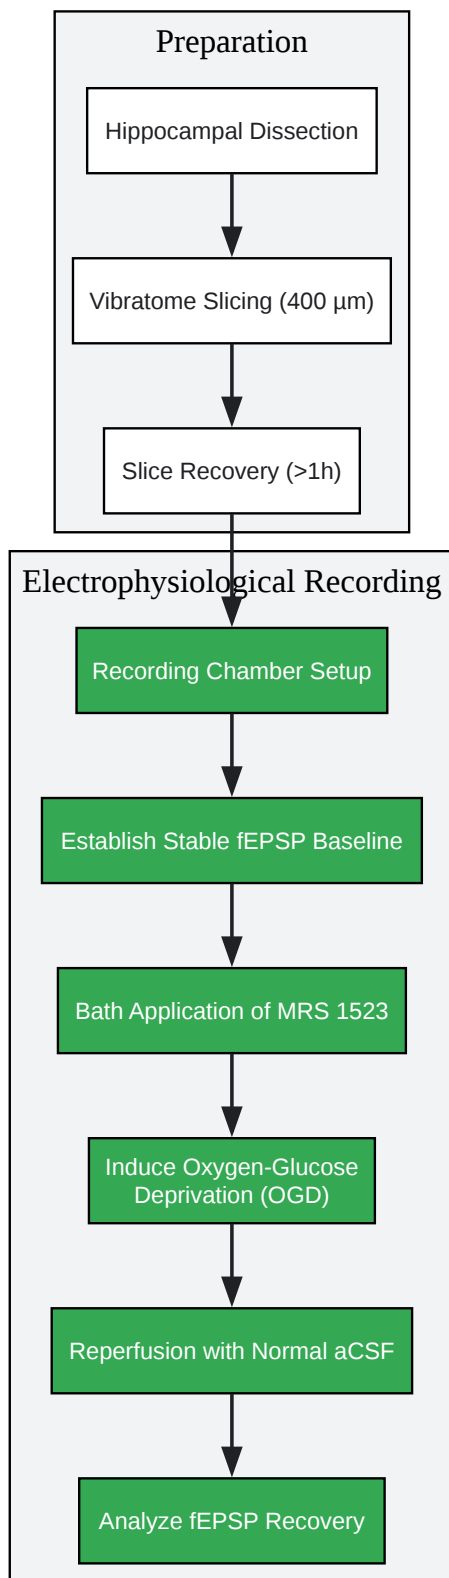 Preparation
Hippocampal Dissection
Vibratome Slicing (400 µm)
Slice Recovery (>1h)
Electrophysiological Recording
Recording Chamber Setup
Establish Stable fEPSP Baseline
Bath Application of MRS 1523
Induce Oxygen-Glucose
Deprivation (OGD)
Reperfusion with Normal aCSF
Analyze fEPSP Recovery